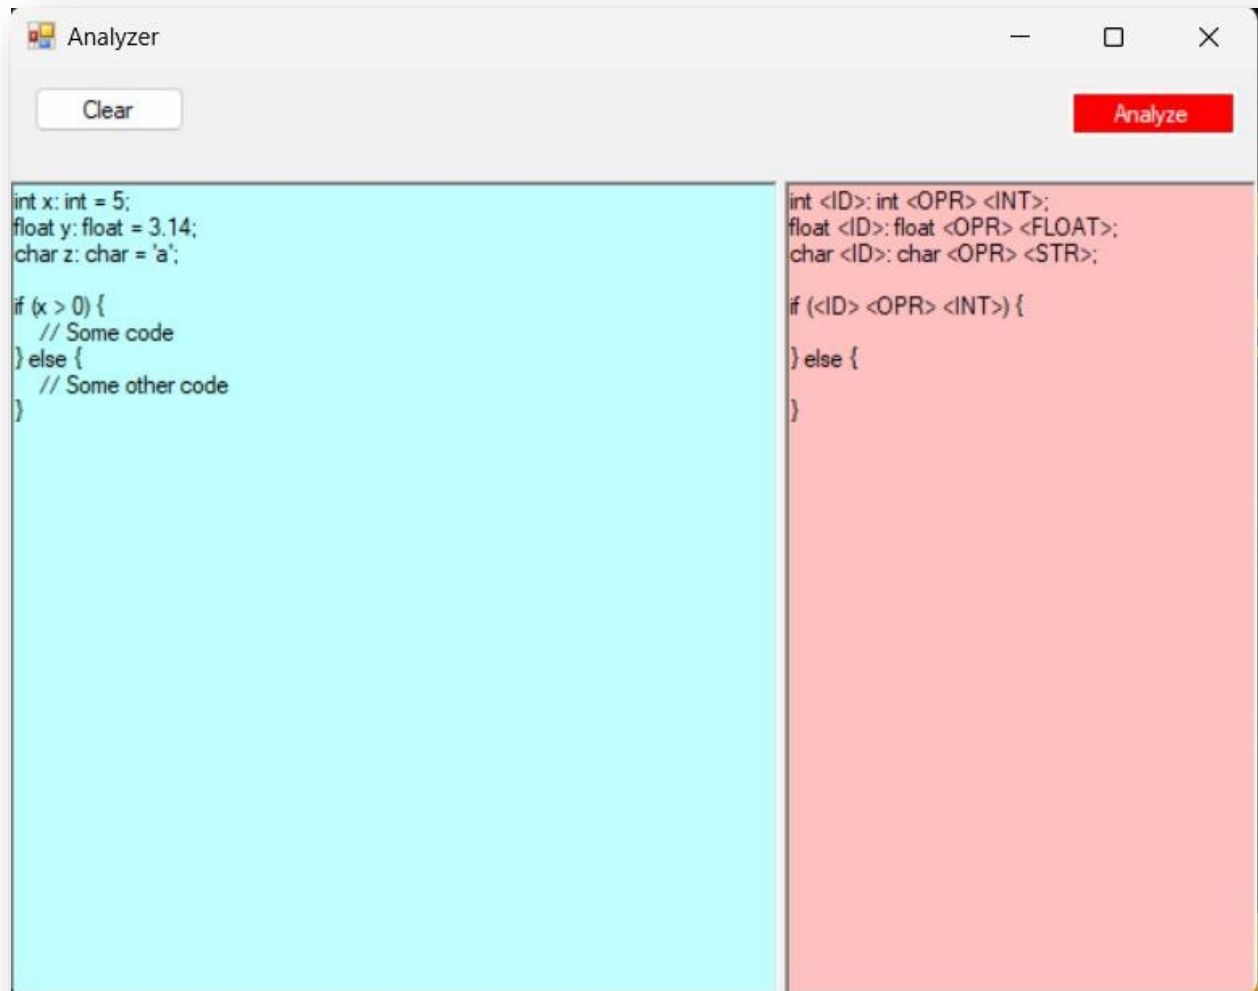 Analyzer
Clear
Analyze
int x: int = 5;
float y: float = 3.14;
char z: char = 'a';
if (x > 0) {
// Some code
} else {
// Some other code
}
int <ID>: int <OPR> <INT>;
float <ID>: float <OPR> <FLOAT>;
char <ID>: char <OPR> <STR>;
if (<ID> <OPR> <INT>) {
} else {
}